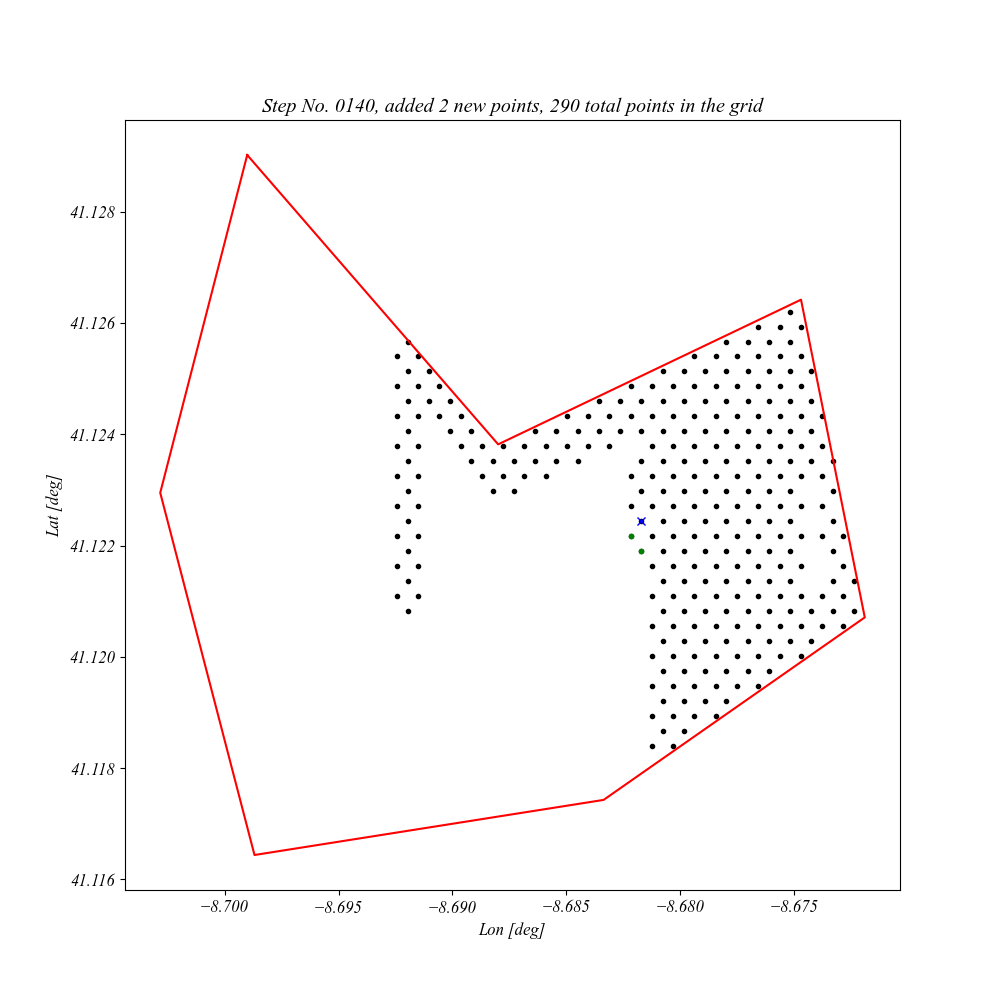 Step No. 0140, added 2 new points, 290 total points in the grid
41.128
41.126
41.124
41.122
41.120
41.118
41.116
Lat [deg]
−8.700 −8.695 −8.690 −8.685 −8.680 −8.675
Lon [deg]